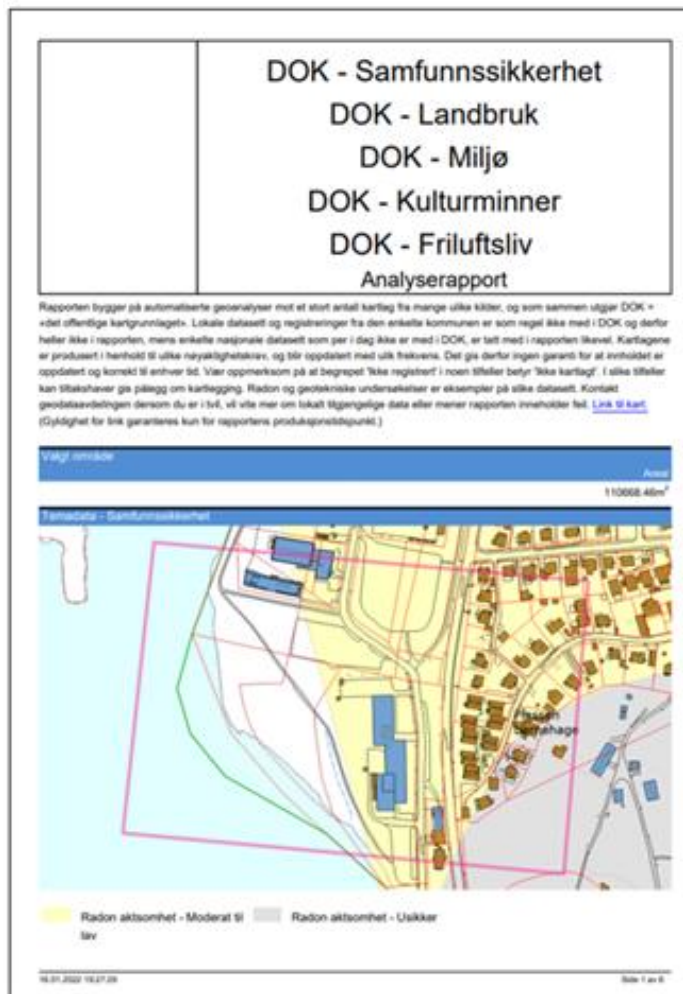 DOK - Samfunnssikkerhet
DOK - Landbruk
DOK - Miljø
DOK - Kulturminner
DOK - Friluftsliv
Analyserapport
Rapporten bygger på automatiserte geoanalyser mot et stort antall kartlag fra mange ulike kilder, og som sammen utgjør DOK =
«det offentlige kartgrunnlaget». Lokale datasett og registreringer fra den enkelte kommunen er som regel ikke med i DOK og derfor
heller ikke i rapporten, mens enkelte nasjonale datasett som per i dag ikke er med i DOK, er tatt med i rapporten likevel. Kartlagene
er produsert i henhold til ulike nøyaktighetskrav, og blir oppdatert med ulik frekvens. Det gis derfor ingen garanti for at innholdet er
oppdatert og korrekt til enhver tid. Vær oppmerksom på at begrepet 'Ikke registrert' i noen tilfeller betyr 'Ikke kartlagt'. I slike tilfeller
kan tiltakshaver gis pålegg om kartlegging. Radon og geotekniske undersøkelser er eksempler på slike datasett. Kontakt
geodataavdelingen dersom du er i tvil, vil vite mer om lokalt tilgjengelige data eller mener rapporten inneholder feil. Link til kart.
(Gyldighet for link garanteres kun for rapportens produksjonstidspunkt.)
Valgt område
Areal
110668.46m²
Temadata - Samfunnssikkerhet
Radon aktsomhet - Moderat til
lav
Radon aktsomhet - Usikker
16.01.2022 19:27:29
Side 1 av 6